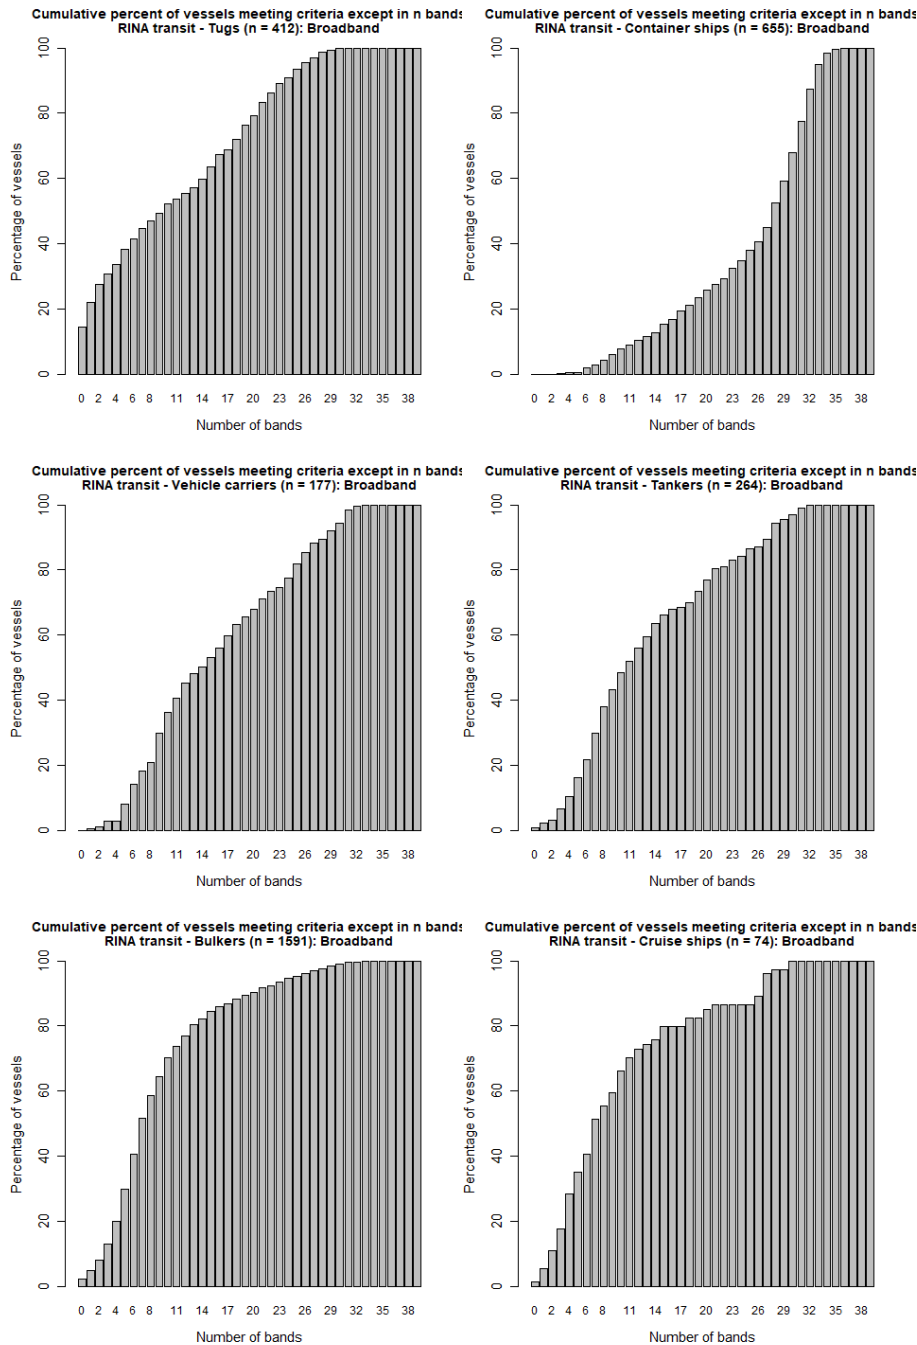 Cumulative percent of vessels meeting criteria except in n bands
RINA transit - Tugs (n = 412): Broadband
Percentage of vessels
0 20 40 60 80 100
0 2 4 6 8 11 14 17 20 23 26 29 32 35 38
Number of bands
Cumulative percent of vessels meeting criteria except in n bands
RINA transit - Container ships (n = 655): Broadband
Percentage of vessels
0 20 40 60 80 100
0 2 4 6 8 11 14 17 20 23 26 29 32 35 38
Number of bands
Cumulative percent of vessels meeting criteria except in n bands
RINA transit - Vehicle carriers (n = 177): Broadband
Percentage of vessels
0 20 40 60 80 100
0 2 4 6 8 11 14 17 20 23 26 29 32 35 38
Number of bands
Cumulative percent of vessels meeting criteria except in n bands
RINA transit - Tankers (n = 264): Broadband
Percentage of vessels
0 20 40 60 80 100
0 2 4 6 8 11 14 17 20 23 26 29 32 35 38
Number of bands
Cumulative percent of vessels meeting criteria except in n bands
RINA transit - Bulkers (n = 1591): Broadband
Percentage of vessels
0 20 40 60 80 100
0 2 4 6 8 11 14 17 20 23 26 29 32 35 38
Number of bands
Cumulative percent of vessels meeting criteria except in n bands
RINA transit - Cruise ships (n = 74): Broadband
Percentage of vessels
0 20 40 60 80 100
0 2 4 6 8 11 14 17 20 23 26 29 32 35 38
Number of bands